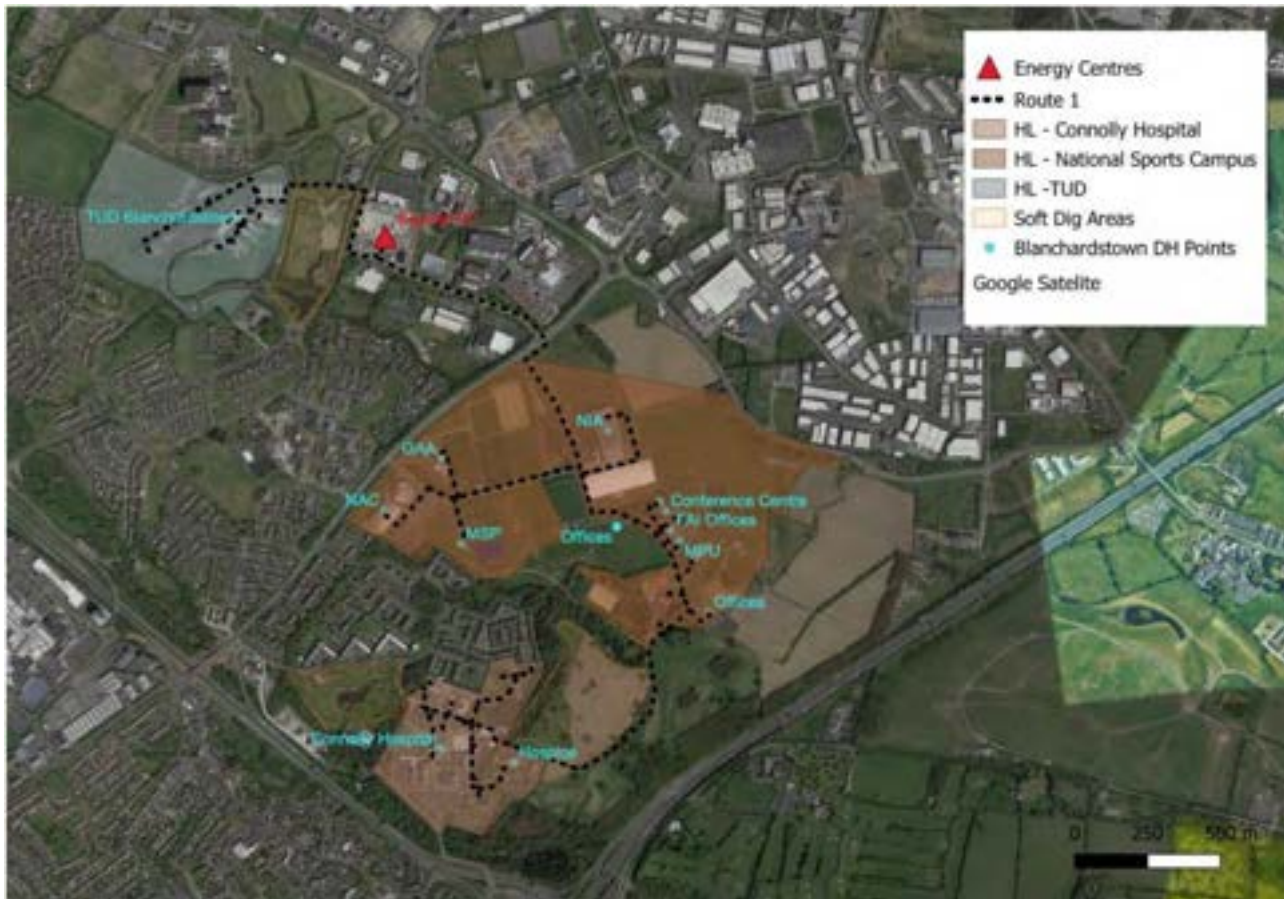 Energy Centres
Route 1
HL - Connolly Hospital
HL - National Sports Campus
HL -TUD
Soft Dig Areas
Blanchardstown DH Points
Google Satelite
TUD Blanchardstown
NIA
GAA
NAC
MSP
Conference Centre
FAI Offices
Offices
MPU
Offices
Connolly Hospital
Hospice
0 250 500 m